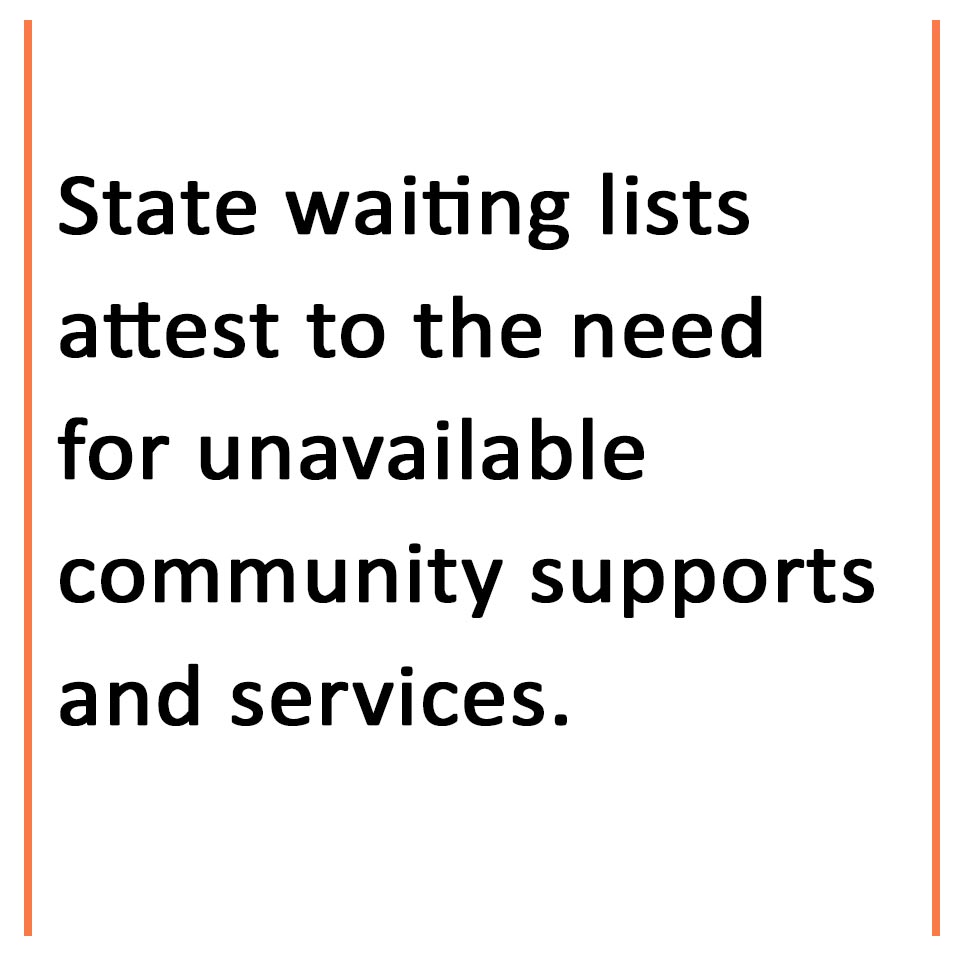 State waiting lists
attest to the need
for unavailable
community supports
and services.